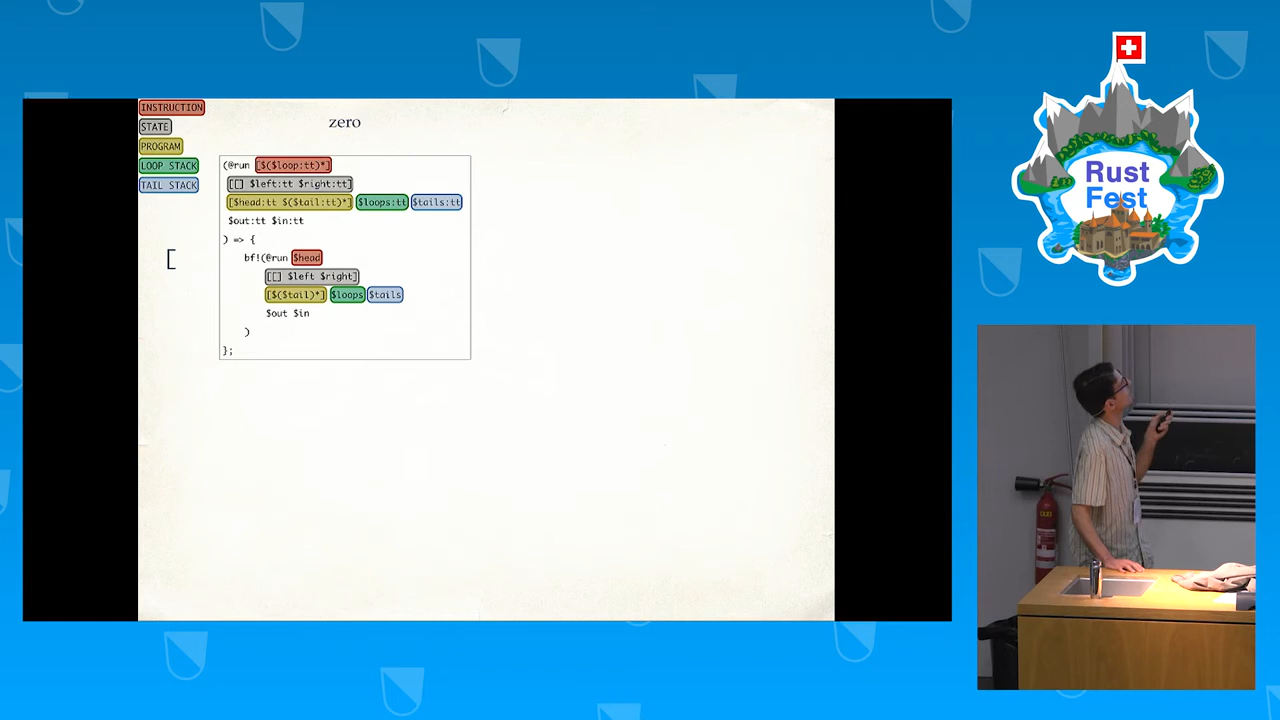 INSTRUCTION
STATE
PROGRAM
LOOP STACK
TAIL STACK
zero
[
(@run [$($loop:tt)*]
[[] $left:tt $right:tt]
[$head:tt $($tail:tt)*] $loops:tt $tails:tt
$out:tt $in:tt
) => {
bf!(@run $head
[[] $left $right]
[$($tail)*] $loops $tails
$out $in
)
};
Rust
Fest